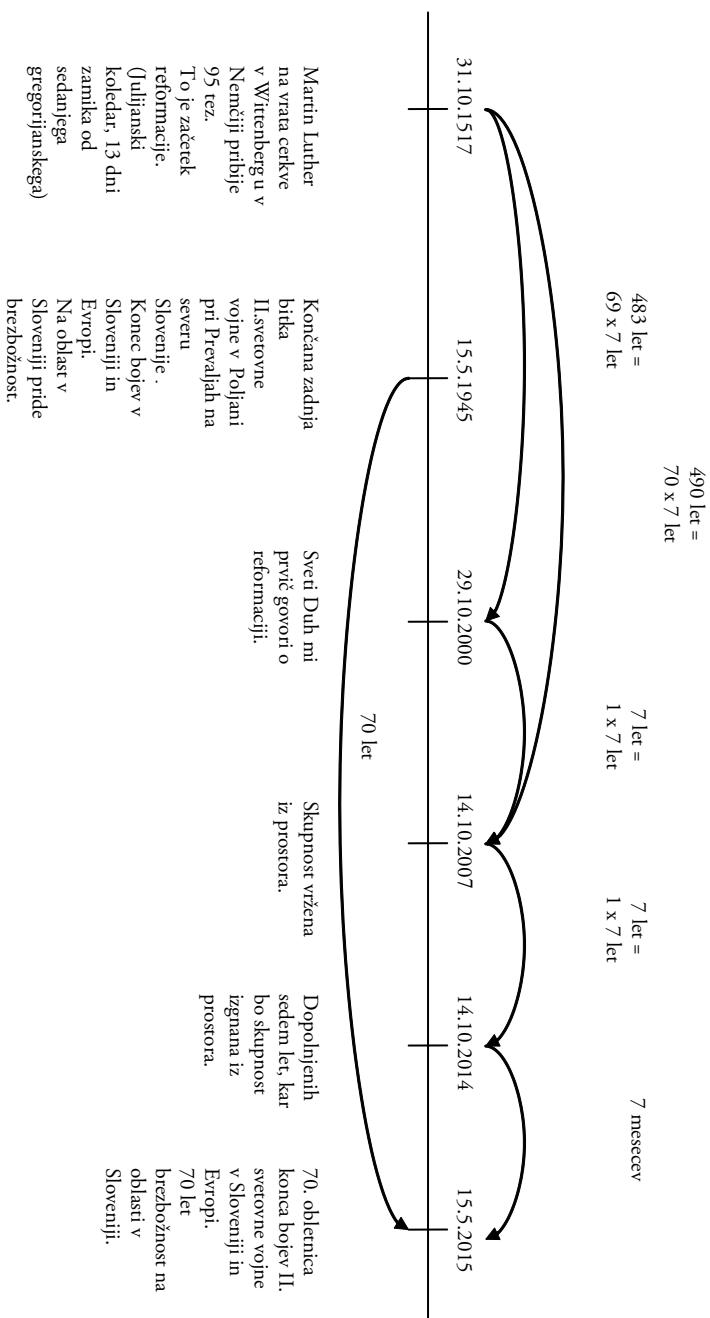 490 let =
70 x 7 let
483 let =
69 x 7 let
7 let =
1 x 7 let
7 let =
1 x 7 let
7 mesecev
31.10.1517
15.5.1945
29.10.2000
14.10.2007
14.10.2014
15.5.2015
70 let
Martin Luther
na vrata cerkve
v Wittenbergu v
Nemčiji pribije
95 tez.
To je začetek
reformacije.
(Julijanski
koledar, 13 dni
zamika od
sedanjega
gregorijanskega)
Končana zadnja
bitka
II.svetovne
vojne v Poljani
pri Prevaljah na
severu
Slovenije .
Konec bojev v
Sloveniji in
Evropi.
Na oblast v
Sloveniji pride
brezbožnost.
Sveti Duh mi
prvič govori o
reformaciji.
Skupnost vržena
iz prostora.
Dopolnjenih
sedem let, kar
bo skupnost
izgnana iz
prostora.
70. obletnica
konca bojev II.
svetovne vojne
v Sloveniji in
Evropi.
70 let
brezbožnost na
oblasti v
Sloveniji.